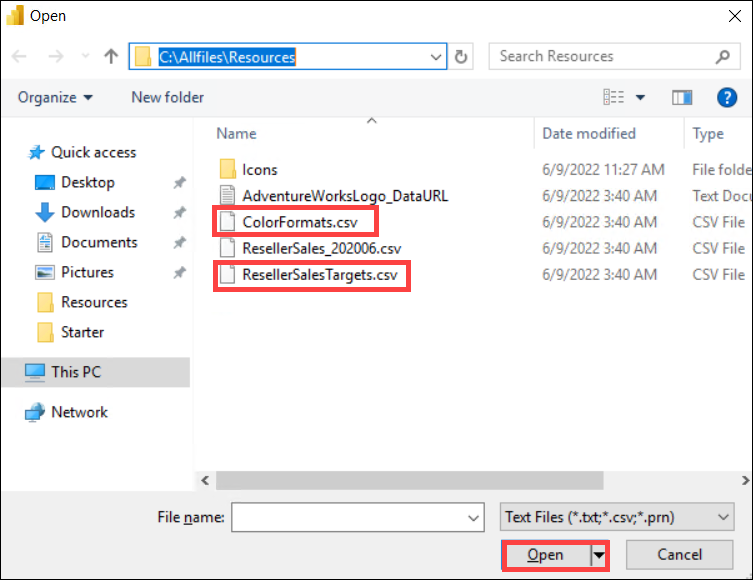 Open
C:\Allfiles\Resources
Search Resources
Organize
New folder
?
Name
Date modified
Type
Quick access
Desktop
Downloads
Documents
Pictures
Resources
Starter
This PC
Network
Icons 6/9/2022 11:27 AM File folde
AdventureWorksLogo_DataURL 6/9/2022 3:40 AM Text Docu
ColorFormats.csv 6/9/2022 3:40 AM CSV File
ResellerSales_202006.csv 6/9/2022 3:40 AM CSV File
ResellerSalesTargets.csv 6/9/2022 3:40 AM CSV File
File name:
Text Files (*.txt;*.csv;*.prn)
Open
Cancel